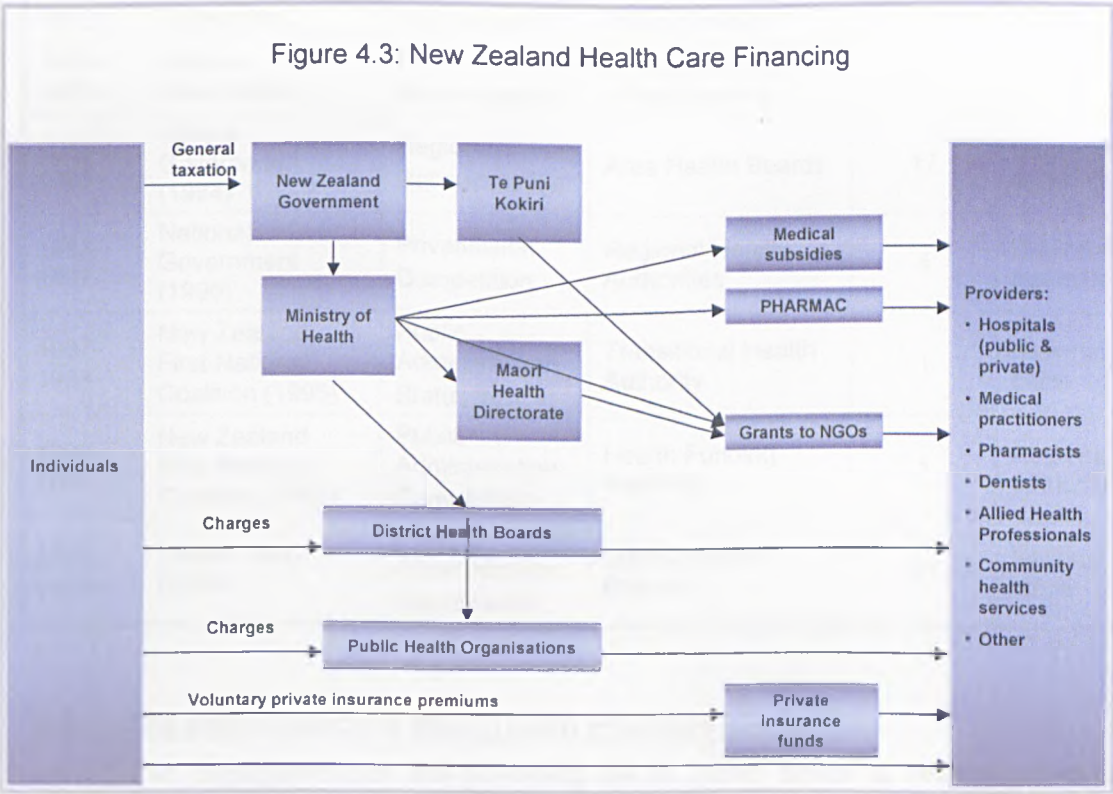 Figure 4.3: New Zealand Health Care Financing
General
taxation
New Zealand
Government
Te Puni
Kokiri
Medical
subsidies
Ministry of
Health
PHARMAC
Maori
Health
Directorate
Grants to NGOs
Individuals
Charges
District Health Boards
Charges
Public Health Organisations
Voluntary private insurance premiums
Private
insurance
funds
Providers:
• Hospitals
(public &
private)
• Medical
practitioners
• Pharmacists
• Dentists
• Allied Health
Professionals
• Community
health
services
• Other